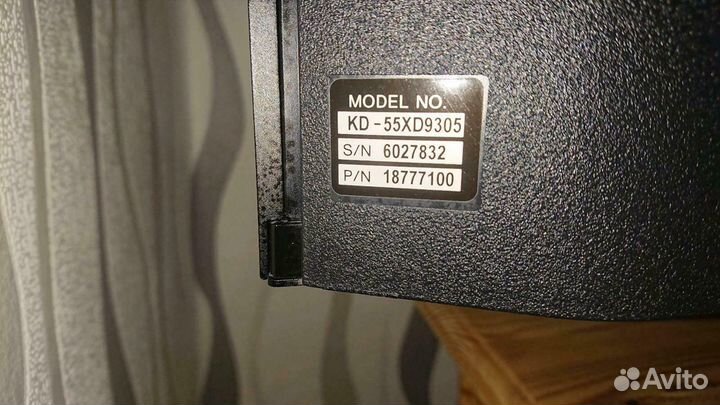 MODEL NO.
KD-55XD9305
S/N 6027832
P/N 18777100
Avito